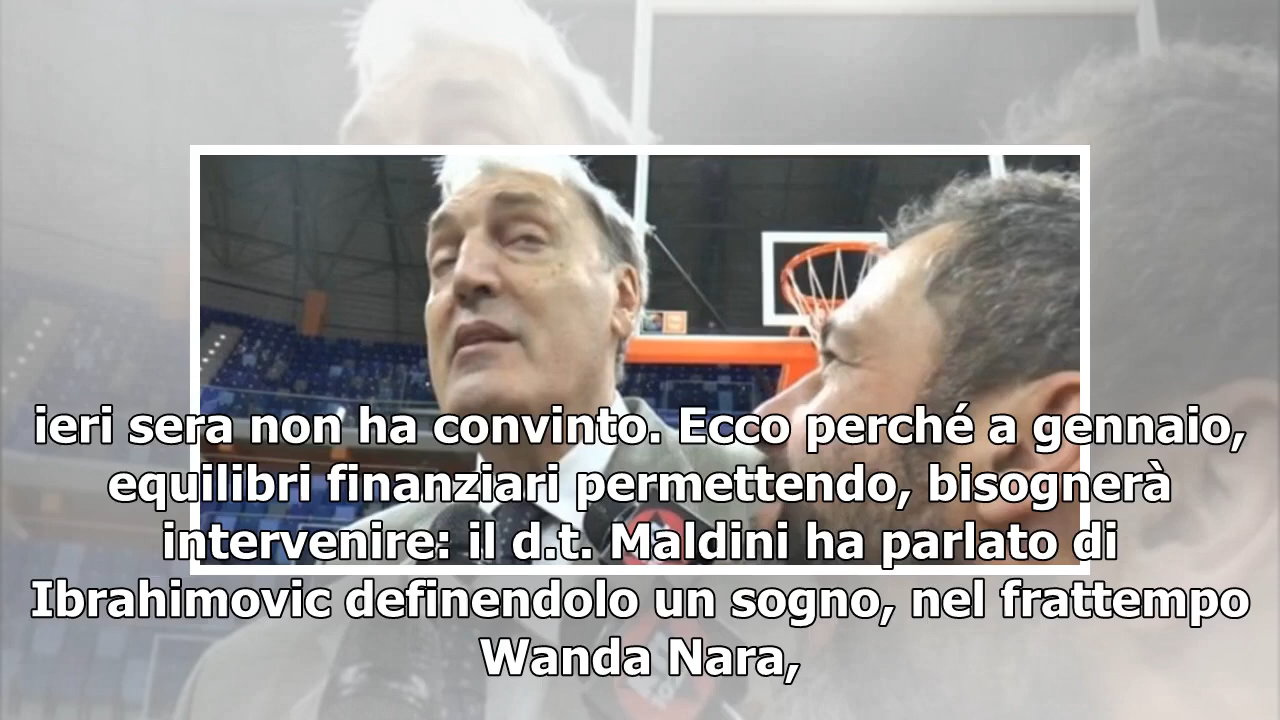 ieri sera non ha convinto. Ecco perché a gennaio,
equilibri finanziari permettendo, bisognerà
intervenire: il d.t. Maldini ha parlato di
Ibrahimovic definendolo un sogno, nel frattempo
Wanda Nara,